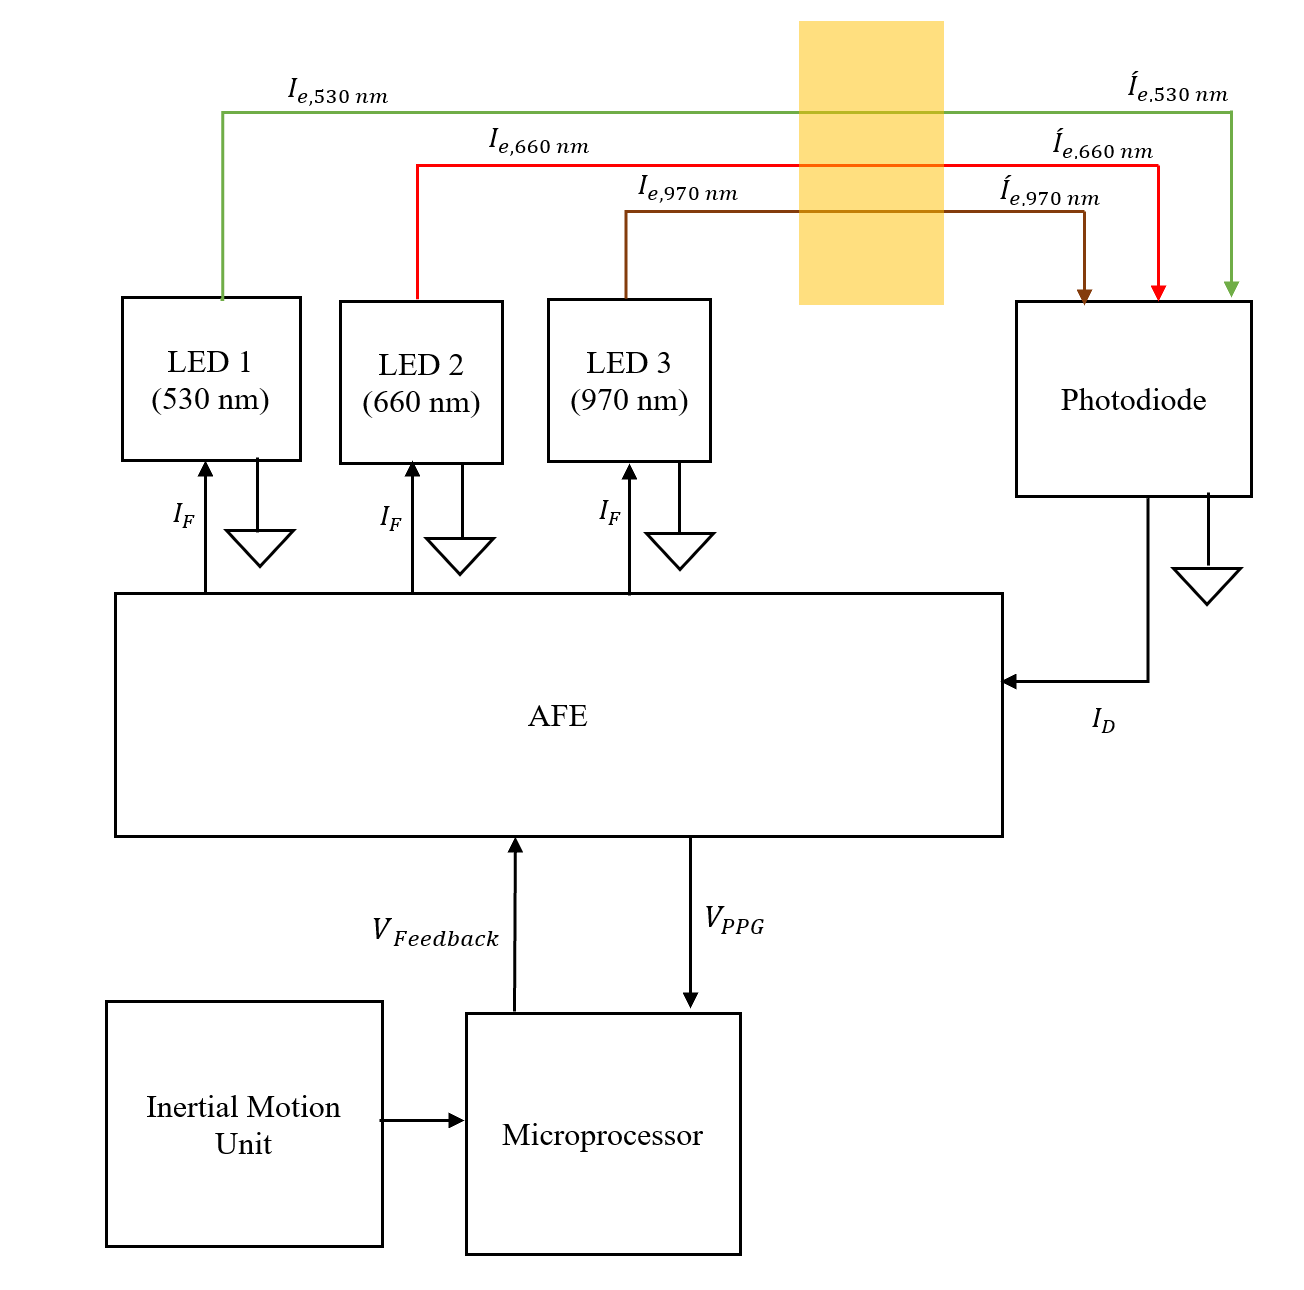 I_{e,530 nm}
Í_{e,530 nm}
I_{e,660 nm}
Í_{e,660 nm}
I_{e,970 nm}
Í_{e,970 nm}
LED 1
(530 nm)
LED 2
(660 nm)
LED 3
(970 nm)
Photodiode
I_F
I_F
I_F
AFE
I_D
V_{Feedback}
V_{PPG}
Inertial Motion
Unit
Microprocessor